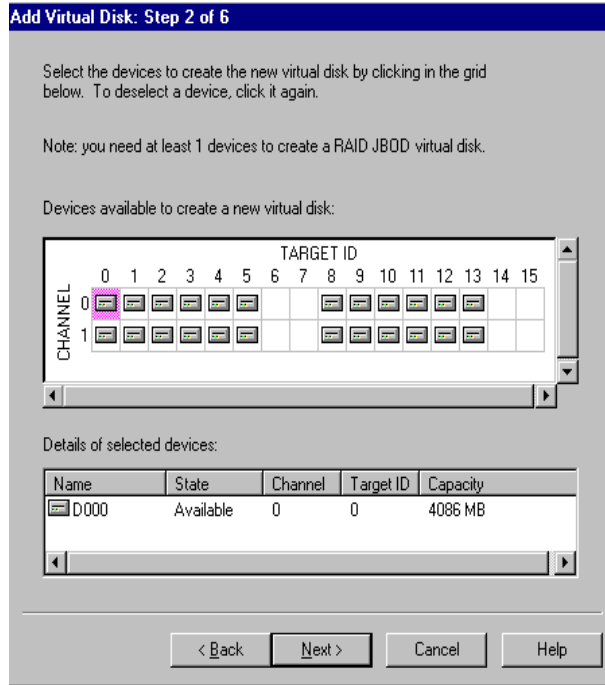 Add Virtual Disk: Step 2 of 6
Select the devices to create the new virtual disk by clicking in the grid
below. To deselect a device, click it again.
Note: you need at least 1 devices to create a RAID JBOD virtual disk.
Devices available to create a new virtual disk:
TARGET ID
0 1 2 3 4 5 6 7 8 9 10 11 12 13 14 15
CHANNEL
0
1
Details of selected devices:
Name State Channel Target ID Capacity
D000 Available 0 0 4086 MB
< Back Next > Cancel Help